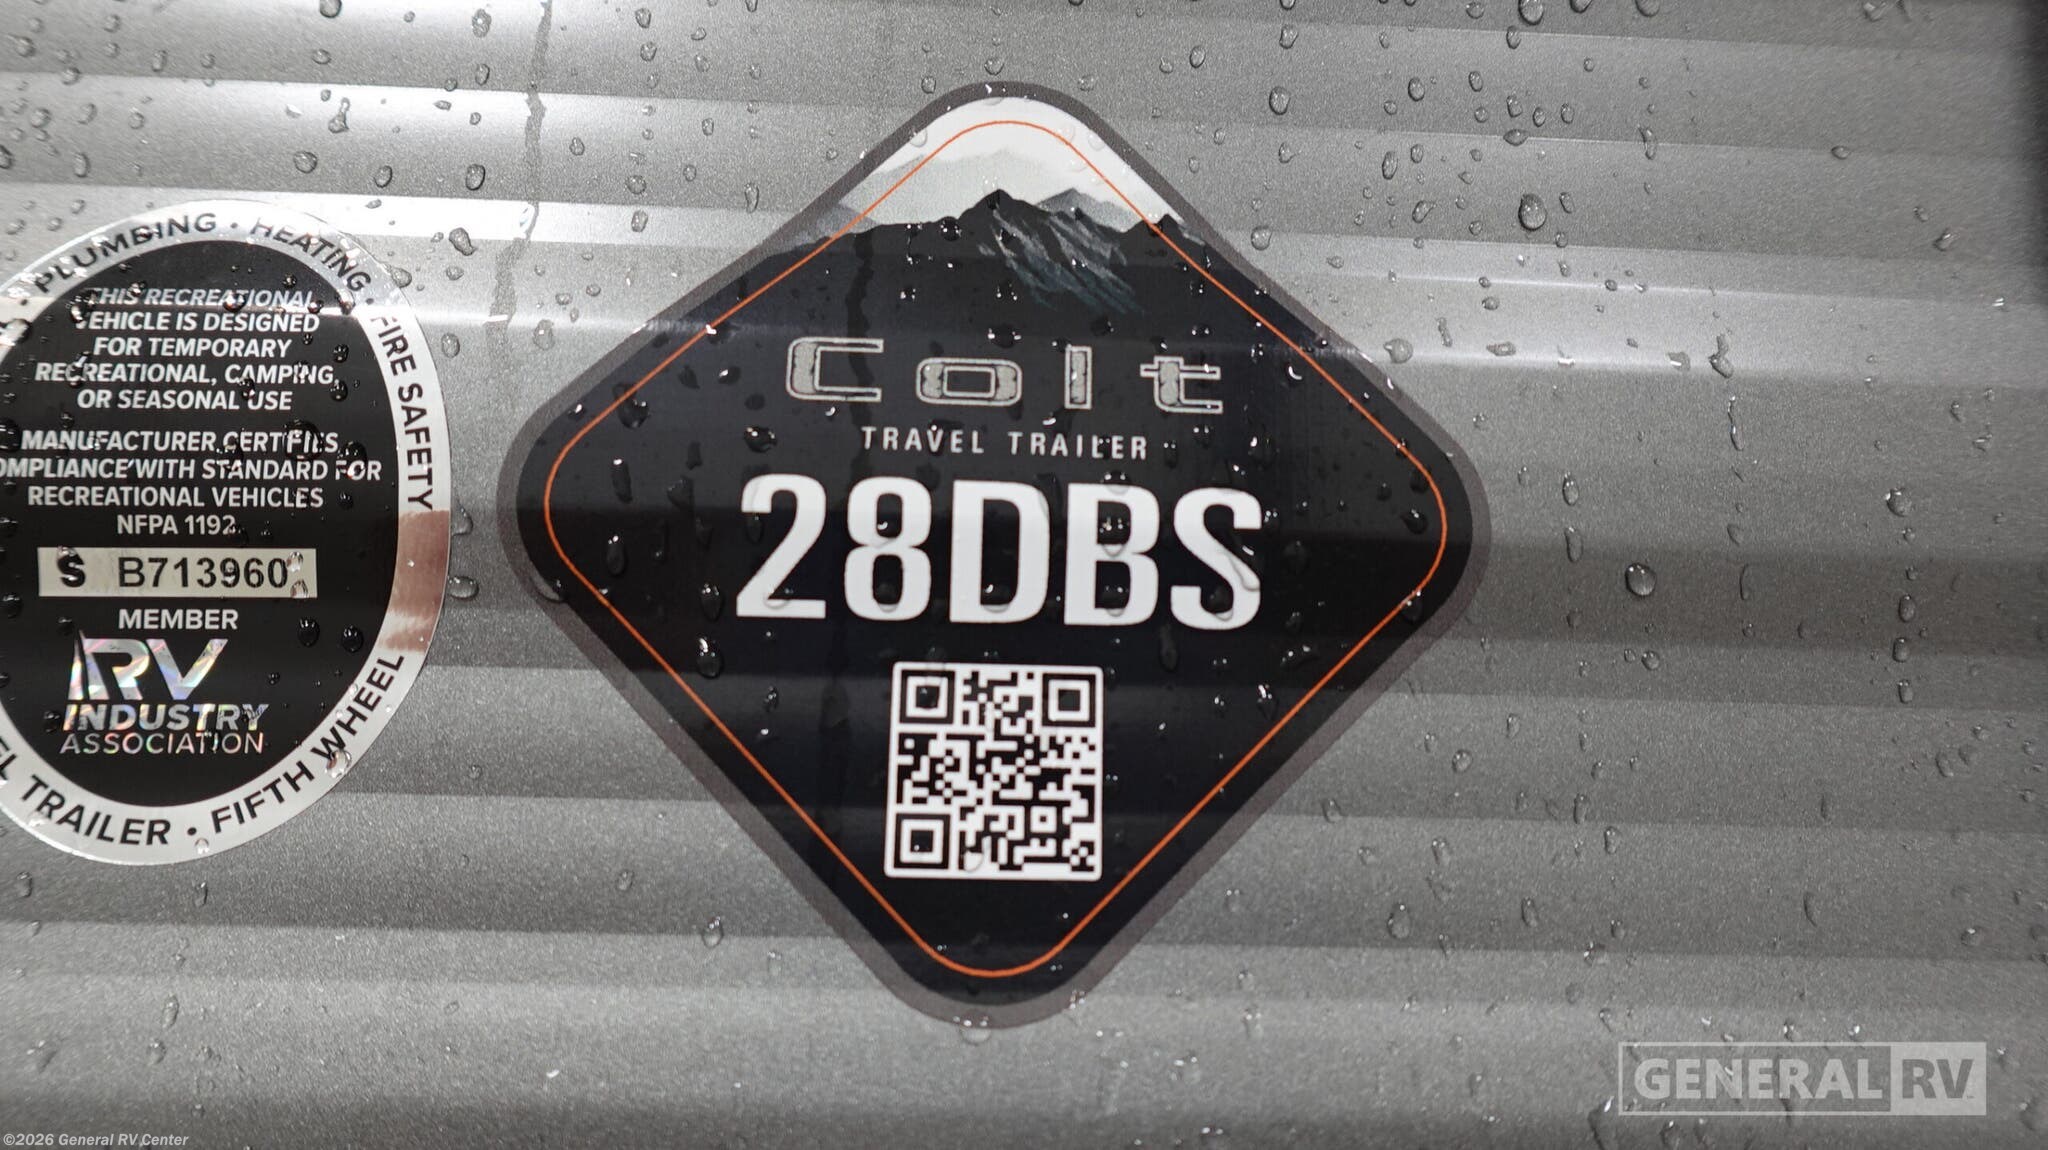 PLUMBING • HEATING • FIRE SAFETY
THIS RECREATIONAL
VEHICLE IS DESIGNED
FOR TEMPORARY
RECREATIONAL, CAMPING,
OR SEASONAL USE
MANUFACTURER CERTIFIES
COMPLIANCE WITH STANDARD FOR
RECREATIONAL VEHICLES
NFPA 1192
S B713960
MEMBER
RV
INDUSTRY
ASSOCIATION
TRAILER • FIFTH WHEEL
Colt
TRAVEL TRAILER
28DBS
GENERAL RV
©2026 General RV Center